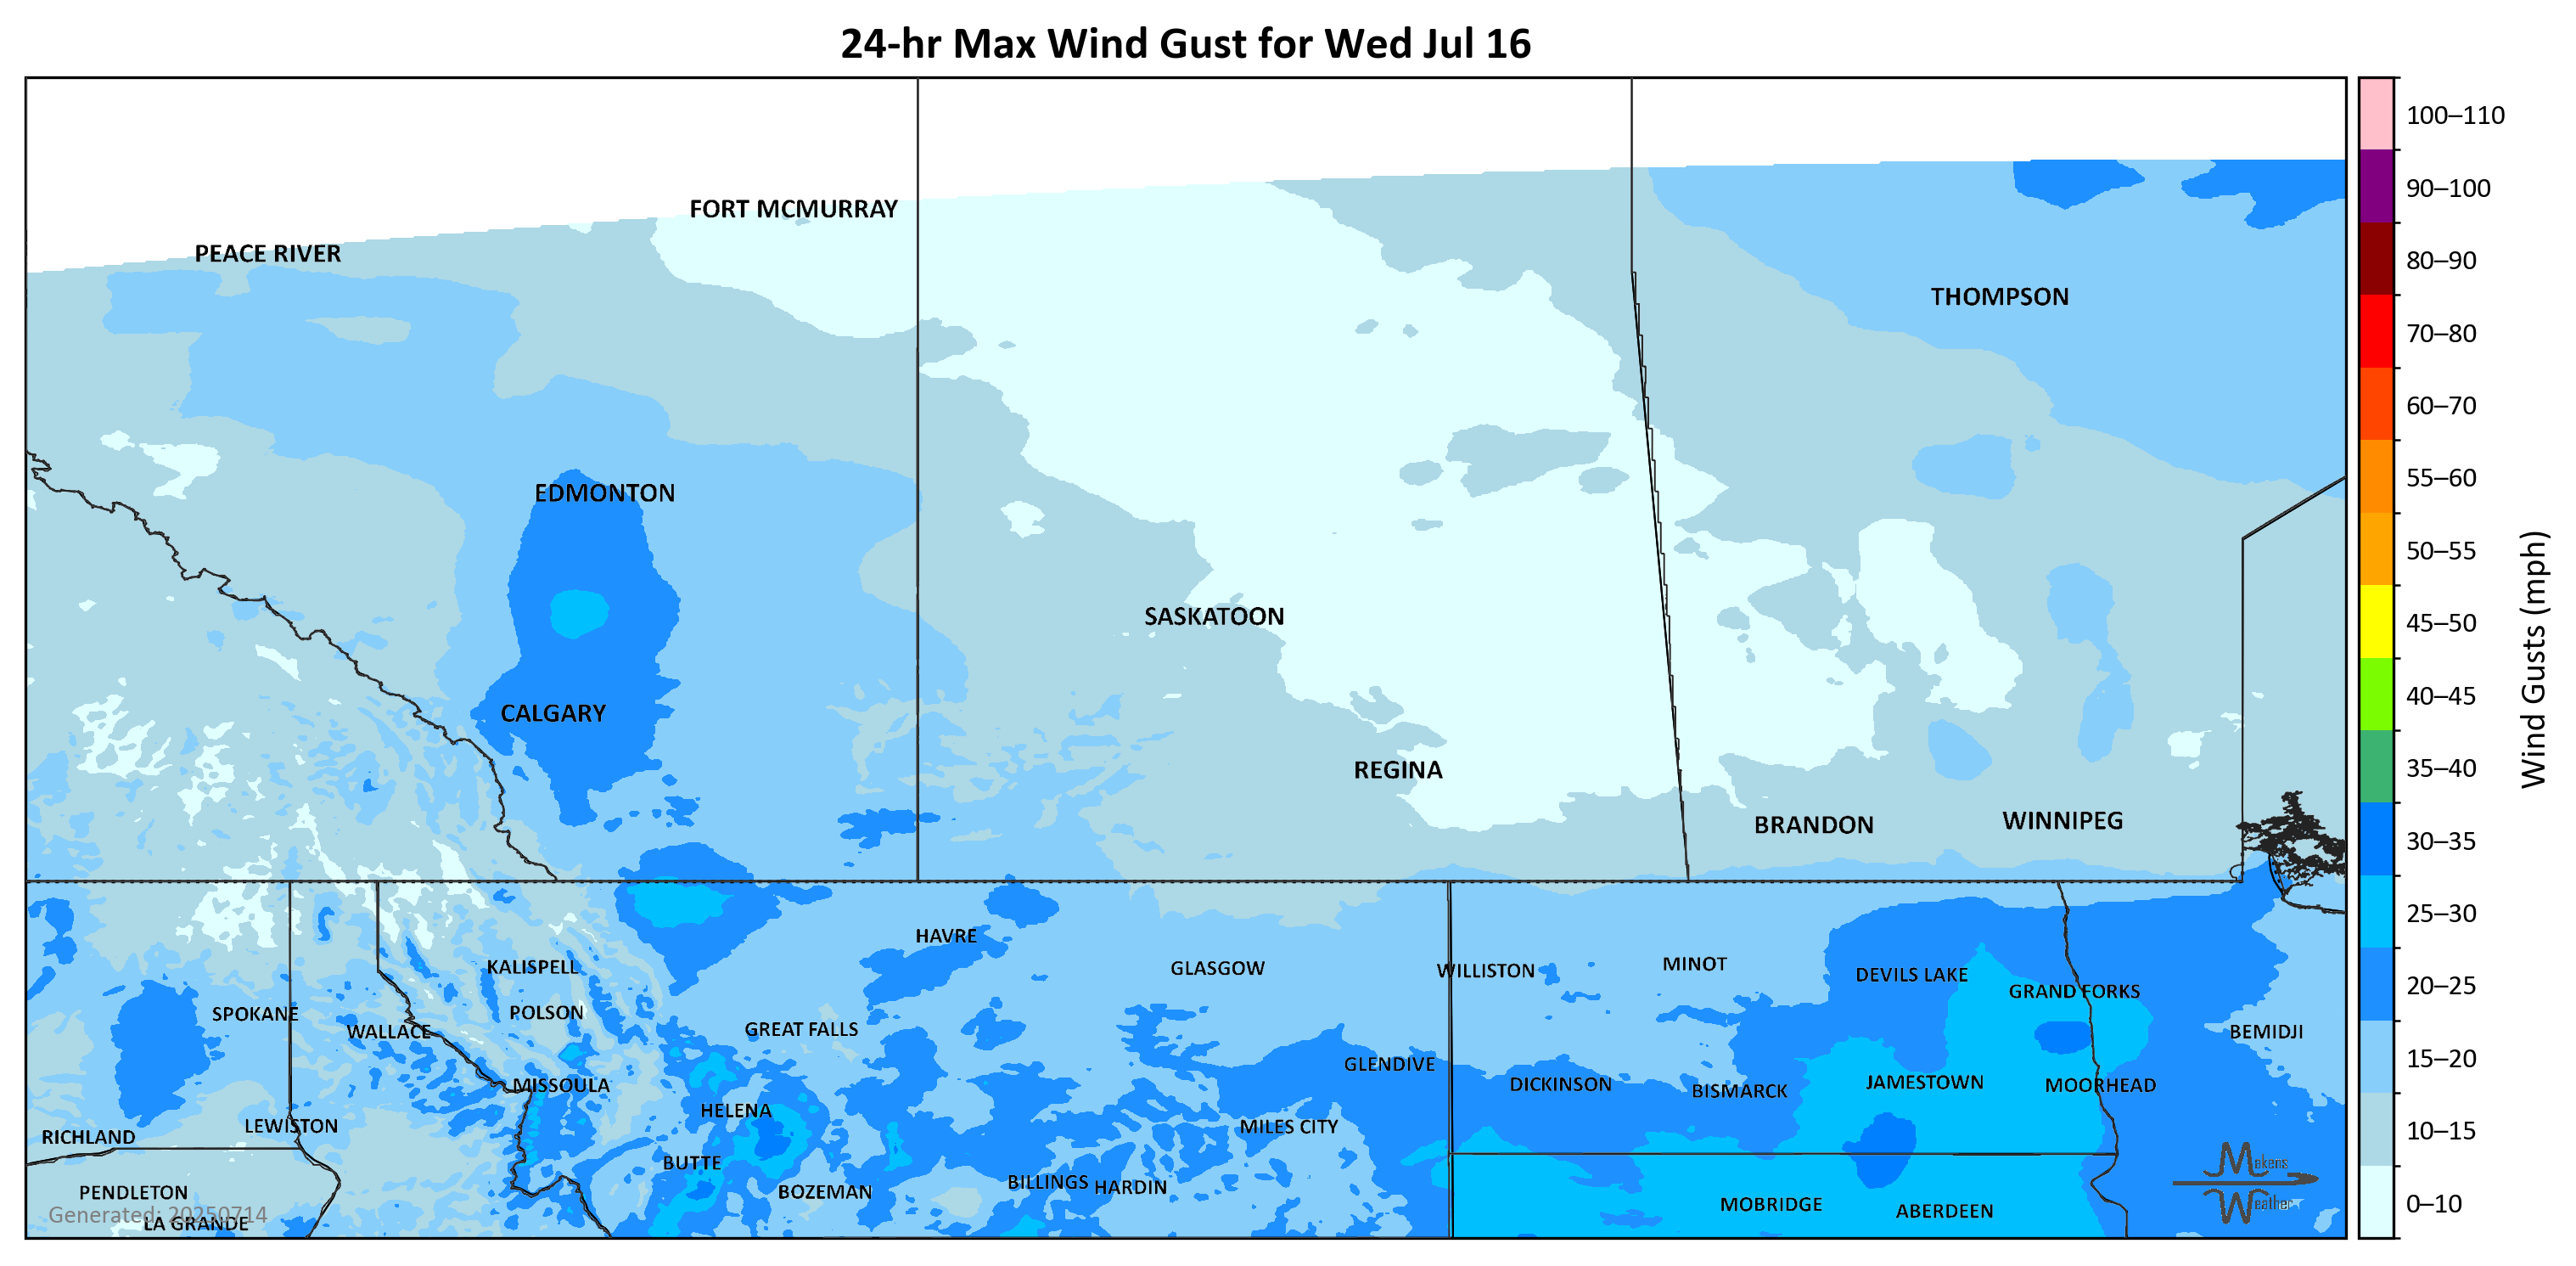 24-hr Max Wind Gust for Wed Jul 16
100–110
90–100
80–90
70–80
60–70
55–60
50–55
45–50
40–45
35–40
30–35
25–30
20–25
15–20
10–15
0–10
Wind Gusts (mph)
FORT MCMURRAY
PEACE RIVER
THOMPSON
EDMONTON
SASKATOON
CALGARY
REGINA
BRANDON
WINNIPEG
HAVRE
KALISPELL
GLASGOW
WILLISTON
MINOT
DEVILS LAKE
GRAND FORKS
SPOKANE
POLSON
WALLACE
GREAT FALLS
BEMIDJI
GLENDIVE
MISSOULA
DICKINSON
BISMARCK
JAMESTOWN
MOORHEAD
HELENA
LEWISTON
MILES CITY
RICHLAND
BUTTE
BILLINGS
HARDIN
BOZEMAN
PENDLETON
MOBRIDGE
ABERDEEN
Generated: 20250714
LA GRANDE
Makens
Weather